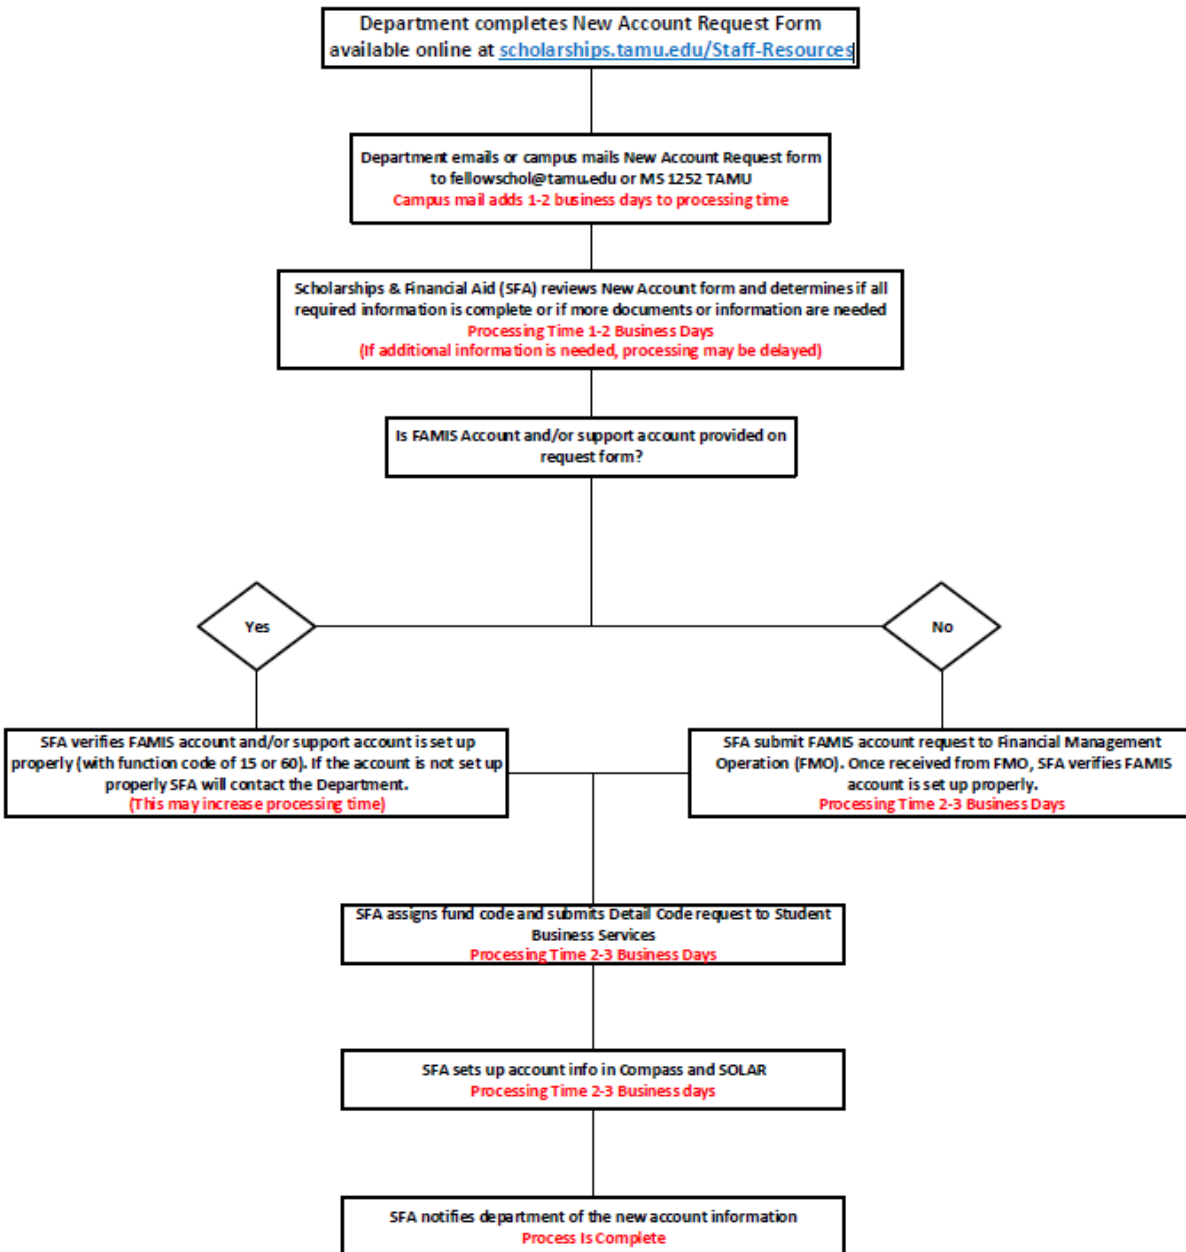 Department completes New Account Request Form
available online at scholarships.tamu.edu/Staff-Resources
Department emails or campus mails New Account Request form
to fellowschol@tamu.edu or MS 1252 TAMU
Campus mail adds 1-2 business days to processing time
Scholarships & Financial Aid (SFA) reviews New Account form and determines if all
required information is complete or if more documents or information are needed
Processing Time 1-2 Business Days
(If additional information is needed, processing may be delayed)
Is FAMIS Account and/or support account provided on
request form?
Yes
No
SFA verifies FAMIS account and/or support account is set up
properly (with function code of 15 or 60). If the account is not set up
properly SFA will contact the Department.
(This may increase processing time)
SFA submit FAMIS account request to Financial Management
Operation (FMO). Once received from FMO, SFA verifies FAMIS
account is set up properly.
Processing Time 2-3 Business Days
SFA assigns fund code and submits Detail Code request to Student
Business Services
Processing Time 2-3 Business Days
SFA sets up account info in Compass and SOLAR
Processing Time 2-3 Business days
SFA notifies department of the new account information
Process Is Complete